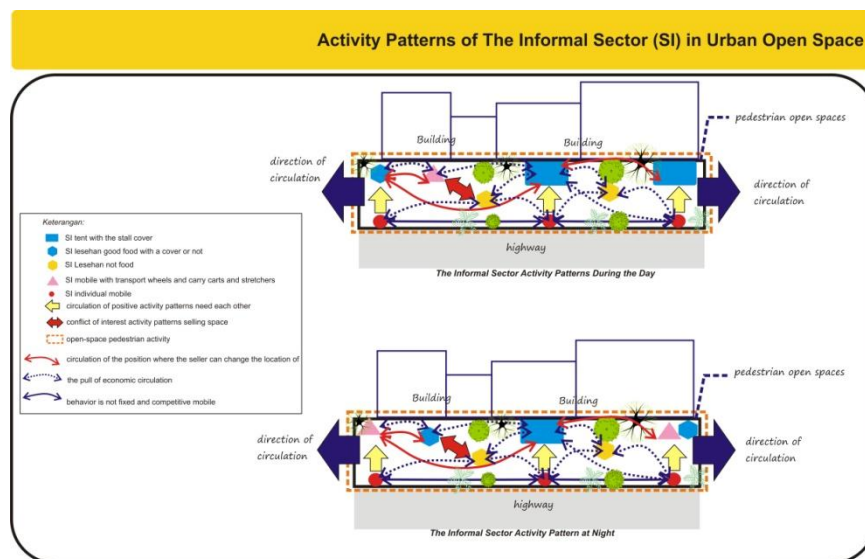 Activity Patterns of The Informal Sector (SI) in Urban Open Space
Building
Building
pedestrian open spaces
direction of
circulation
direction of
circulation
highway
The Informal Sector Activity Patterns During the Day
Keterangan:
SI tent with the stall cover
SI lesehan good food with a cover or not
SI Lesehan not food
SI mobile with transport wheels and carry carts and stretchers
SI individual mobile
circulation of positive activity patterns need each other
conflict of interest activity patterns selling space
open-space pedestrian activity
circulation of the position where the seller can change the location of
the pull of economic circulation
behavior is not fixed and competitive mobile
pedestrian open spaces
Building
Building
direction of
circulation
direction of
circulation
highway
The Informal Sector Activity Pattern at Night